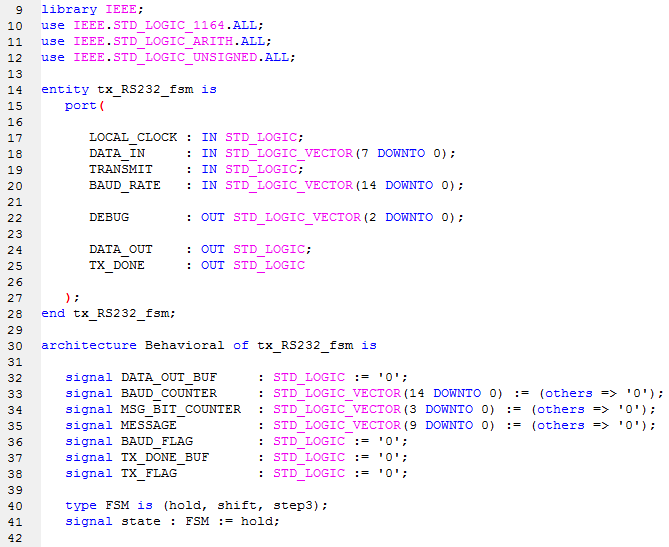 9 library IEEE;
10 use IEEE.STD_LOGIC_1164.ALL;
11 use IEEE.STD_LOGIC_ARITH.ALL;
12 use IEEE.STD_LOGIC_UNSIGNED.ALL;
13
14 entity tx_RS232_fsm is
15 port(
16
17 LOCAL_CLOCK : IN STD_LOGIC;
18 DATA_IN : IN STD_LOGIC_VECTOR(7 DOWNTO 0);
19 TRANSMIT : IN STD_LOGIC;
20 BAUD_RATE : IN STD_LOGIC_VECTOR(14 DOWNTO 0);
21
22 DEBUG : OUT STD_LOGIC_VECTOR(2 DOWNTO 0);
23
24 DATA_OUT : OUT STD_LOGIC;
25 TX_DONE : OUT STD_LOGIC
26
27 );
28 end tx_RS232_fsm;
29
30 architecture Behavioral of tx_RS232_fsm is
31
32 signal DATA_OUT_BUF : STD_LOGIC := '0';
33 signal BAUD_COUNTER : STD_LOGIC_VECTOR(14 DOWNTO 0) := (others => '0');
34 signal MSG_BIT_COUNTER : STD_LOGIC_VECTOR(3 DOWNTO 0) := (others => '0');
35 signal MESSAGE : STD_LOGIC_VECTOR(9 DOWNTO 0) := (others => '0');
36 signal BAUD_FLAG : STD_LOGIC := '0';
37 signal TX_DONE_BUF : STD_LOGIC := '0';
38 signal TX_FLAG : STD_LOGIC := '0';
39
40 type FSM is (hold, shift, step3);
41 signal state : FSM := hold;
42